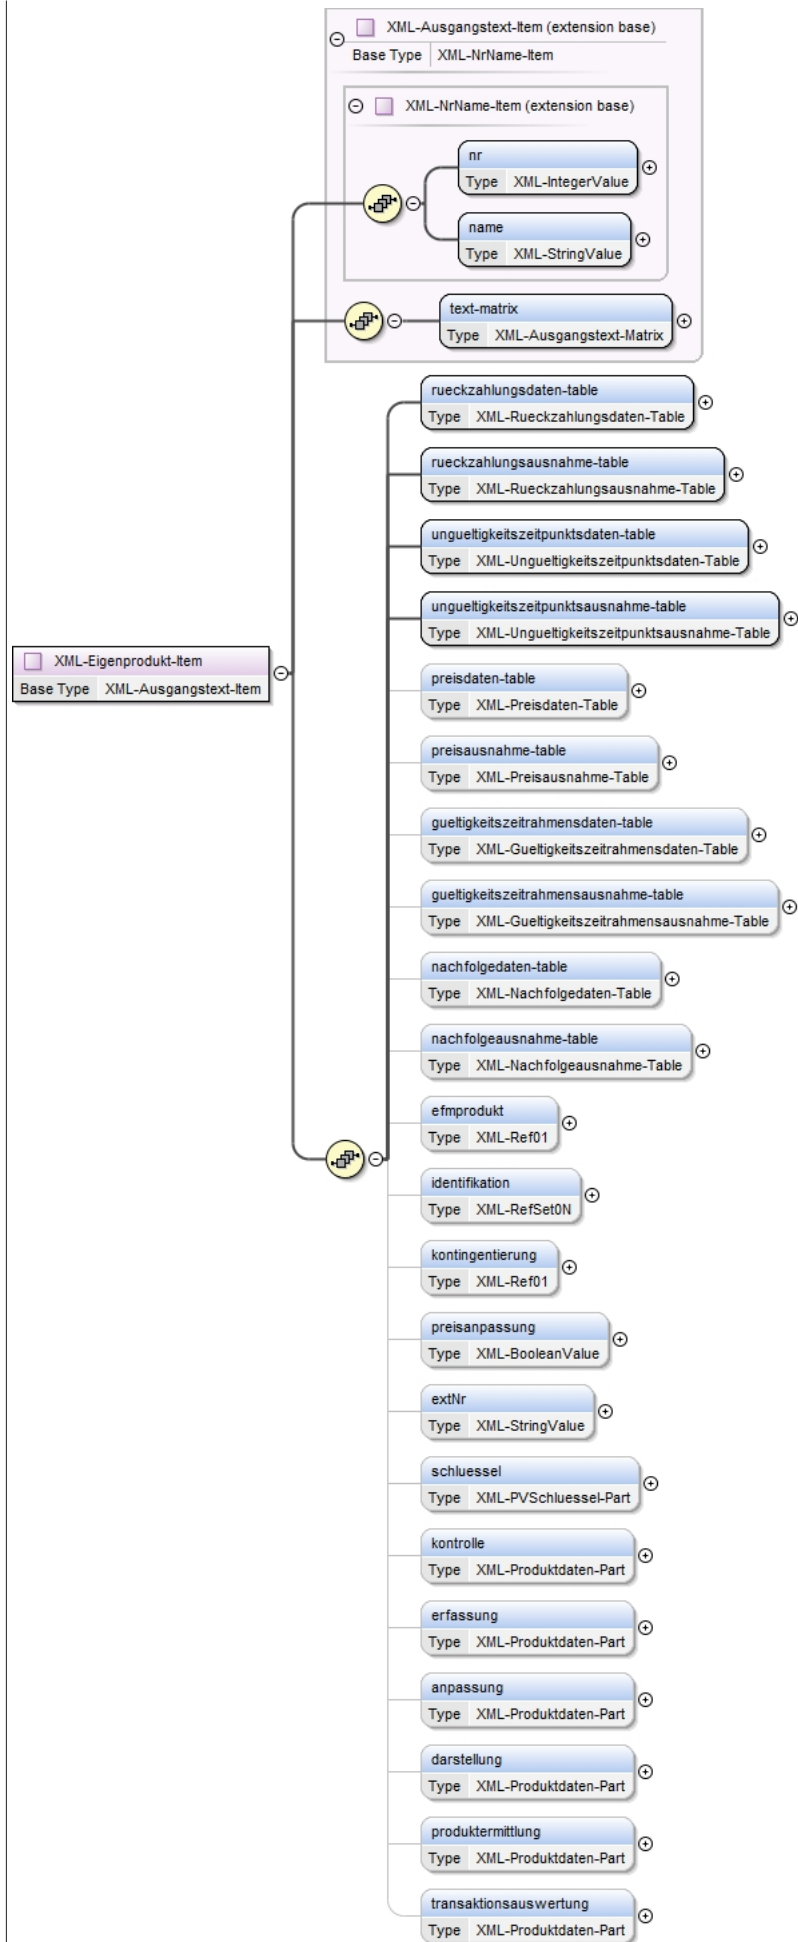 XML-Ausgangstext-Item (extension base)
Base Type XML-NrName-Item
XML-NrName-Item (extension base)
nr
Type XML-IntegerValue
name
Type XML-StringValue
text-matrix
Type XML-Ausgangstext-Matrix
rueckzahlungsdaten-table
Type XML-Rueckzahlungsdaten-Table
rueckzahlungsausnahme-table
Type XML-Rueckzahlungsausnahme-Table
ungueltigkeitszeitpunktsdaten-table
Type XML-Ungueltigkeitszeitpunktsdaten-Table
ungueltigkeitszeitpunktsausnahme-table
Type XML-Ungueltigkeitszeitpunktsausnahme-Table
XML-Eigenprodukt-Item
Base Type XML-Ausgangstext-Item
preisdaten-table
Type XML-Preisdaten-Table
preisausnahme-table
Type XML-Preisausnahme-Table
gueltigkeitszeitrahmensdaten-table
Type XML-Gueltigkeitszeitrahmensdaten-Table
gueltigkeitszeitrahmensausnahme-table
Type XML-Gueltigkeitszeitrahmensausnahme-Table
nachfolgedaten-table
Type XML-Nachfolgedaten-Table
nachfolgeausnahme-table
Type XML-Nachfolgeausnahme-Table
efmprodukt
Type XML-Ref01
identifikation
Type XML-RefSet0N
kontingentierung
Type XML-Ref01
preisanpassung
Type XML-BooleanValue
extNr
Type XML-StringValue
schluessel
Type XML-PVSchluessel-Part
kontrolle
Type XML-Produktdaten-Part
erfassung
Type XML-Produktdaten-Part
anpassung
Type XML-Produktdaten-Part
darstellung
Type XML-Produktdaten-Part
produktermittlung
Type XML-Produktdaten-Part
transaktionsauswertung
Type XML-Produktdaten-Part